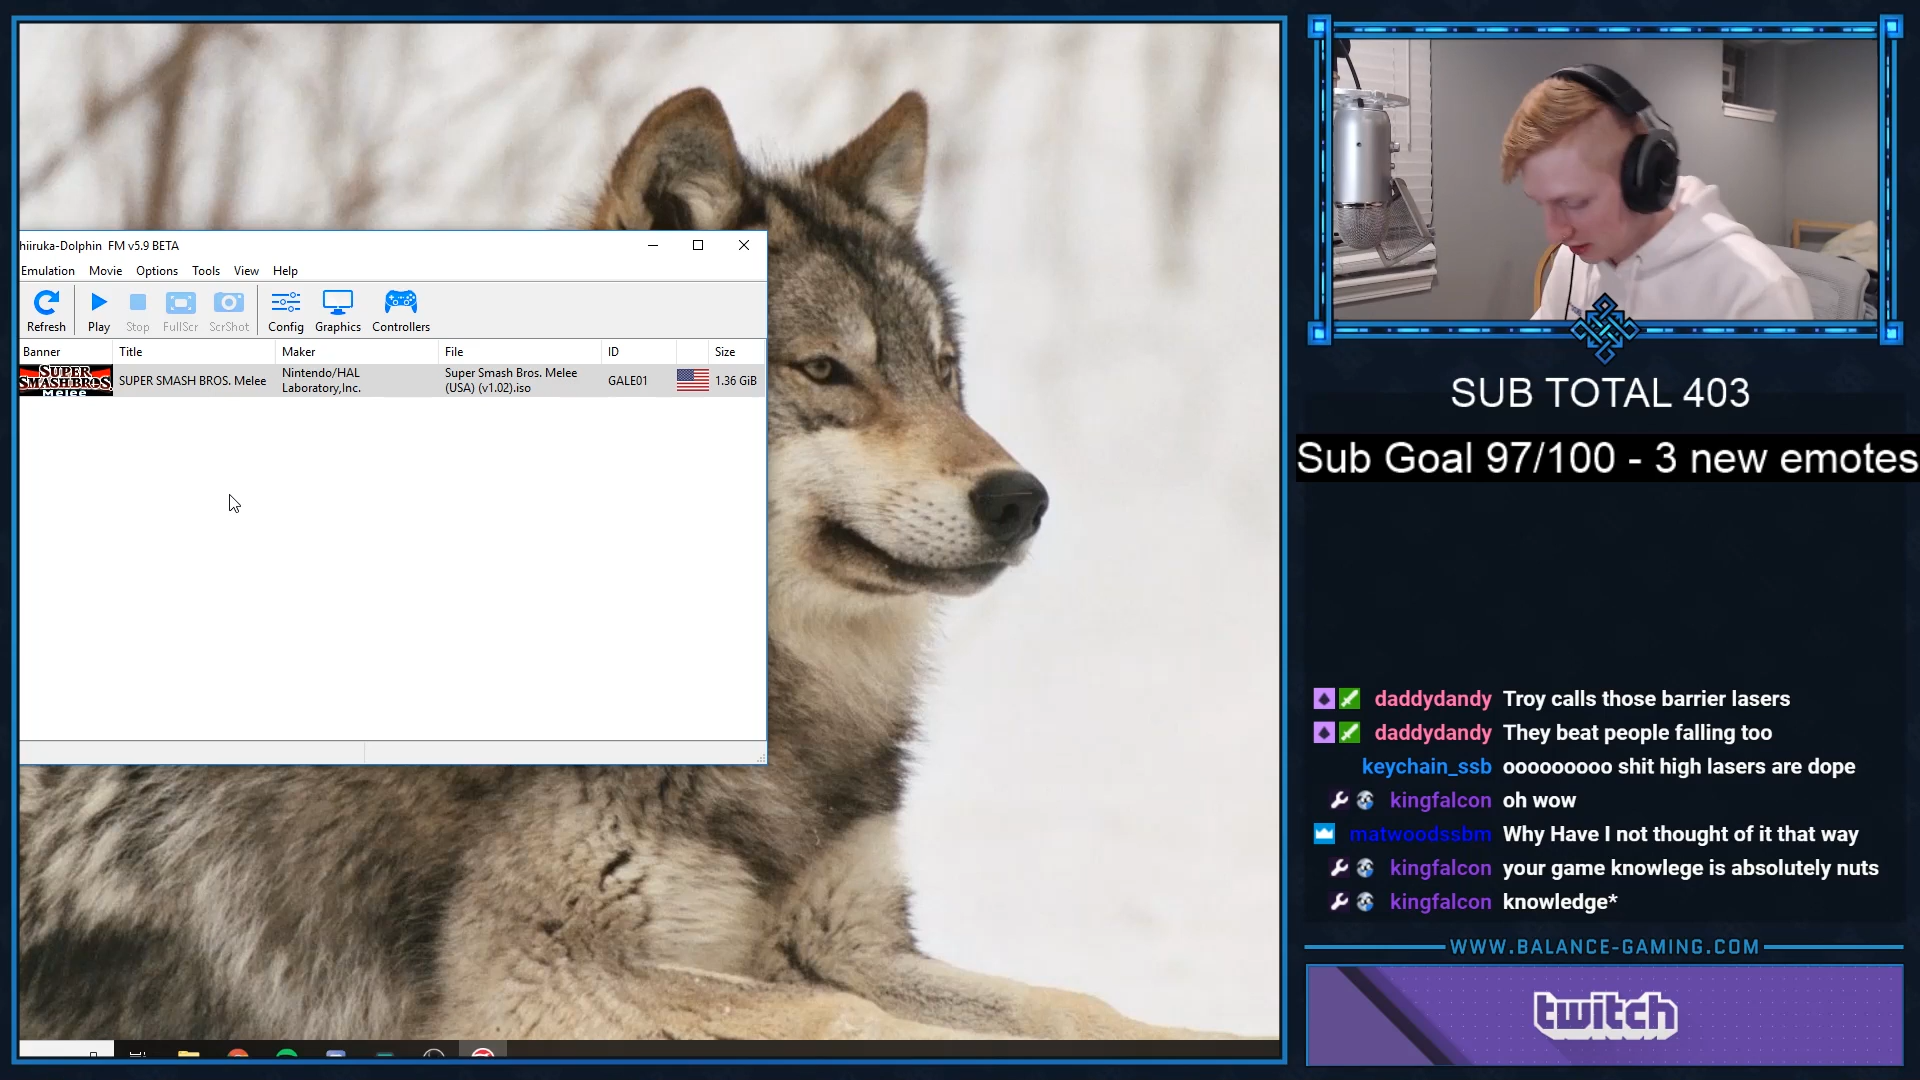 hiiruka-Dolphin FM v5.9 BETA
Emulation Movie Options Tools View Help
Refresh Play Stop FullScr ScrShot Config Graphics Controllers
Banner Title Maker File ID Size
SUPER SMASH BROS. Melee
SUPER SMASH BROS. Melee
Nintendo/HAL Laboratory,Inc.
Super Smash Bros. Melee (USA) (v1.02).iso
GALE01
1.36 GiB
SUB TOTAL 403
Sub Goal 97/100 - 3 new emotes
daddydandy Troy calls those barrier lasers
daddydandy They beat people falling too
keychain_ssb ooooooooo shit high lasers are dope
kingfalcon oh wow
matwoodssbm Why Have I not thought of it that way
kingfalcon your game knowlege is absolutely nuts
kingfalcon knowledge*
WWW.BALANCE-GAMING.COM
twitch